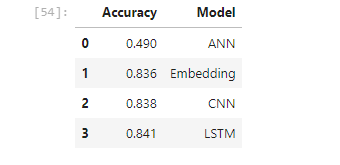 [54]: Accuracy Model
0 0.490 ANN
1 0.836 Embedding
2 0.838 CNN
3 0.841 LSTM